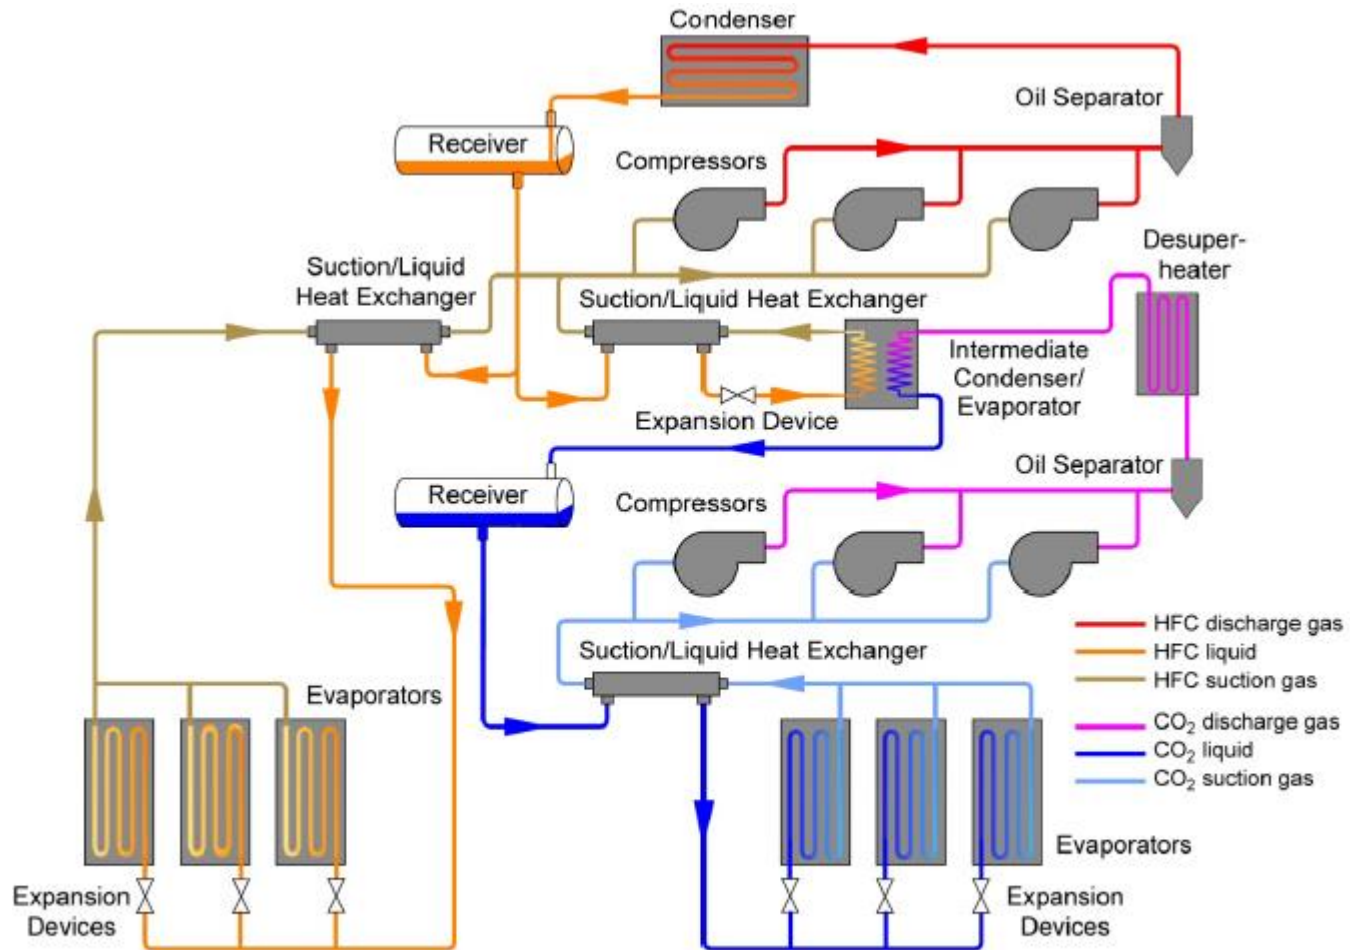 Condenser
Oil Separator
Receiver
Compressors
Desuper-
heater
Suction/Liquid
Heat Exchanger
Suction/Liquid Heat Exchanger
Intermediate
Condenser/
Evaporator
Expansion Device
Oil Separator
Receiver
Compressors
HFC discharge gas
HFC liquid
HFC suction gas
CO₂ discharge gas
CO₂ liquid
CO₂ suction gas
Suction/Liquid Heat Exchanger
Evaporators
Evaporators
Expansion
Devices
Expansion
Devices